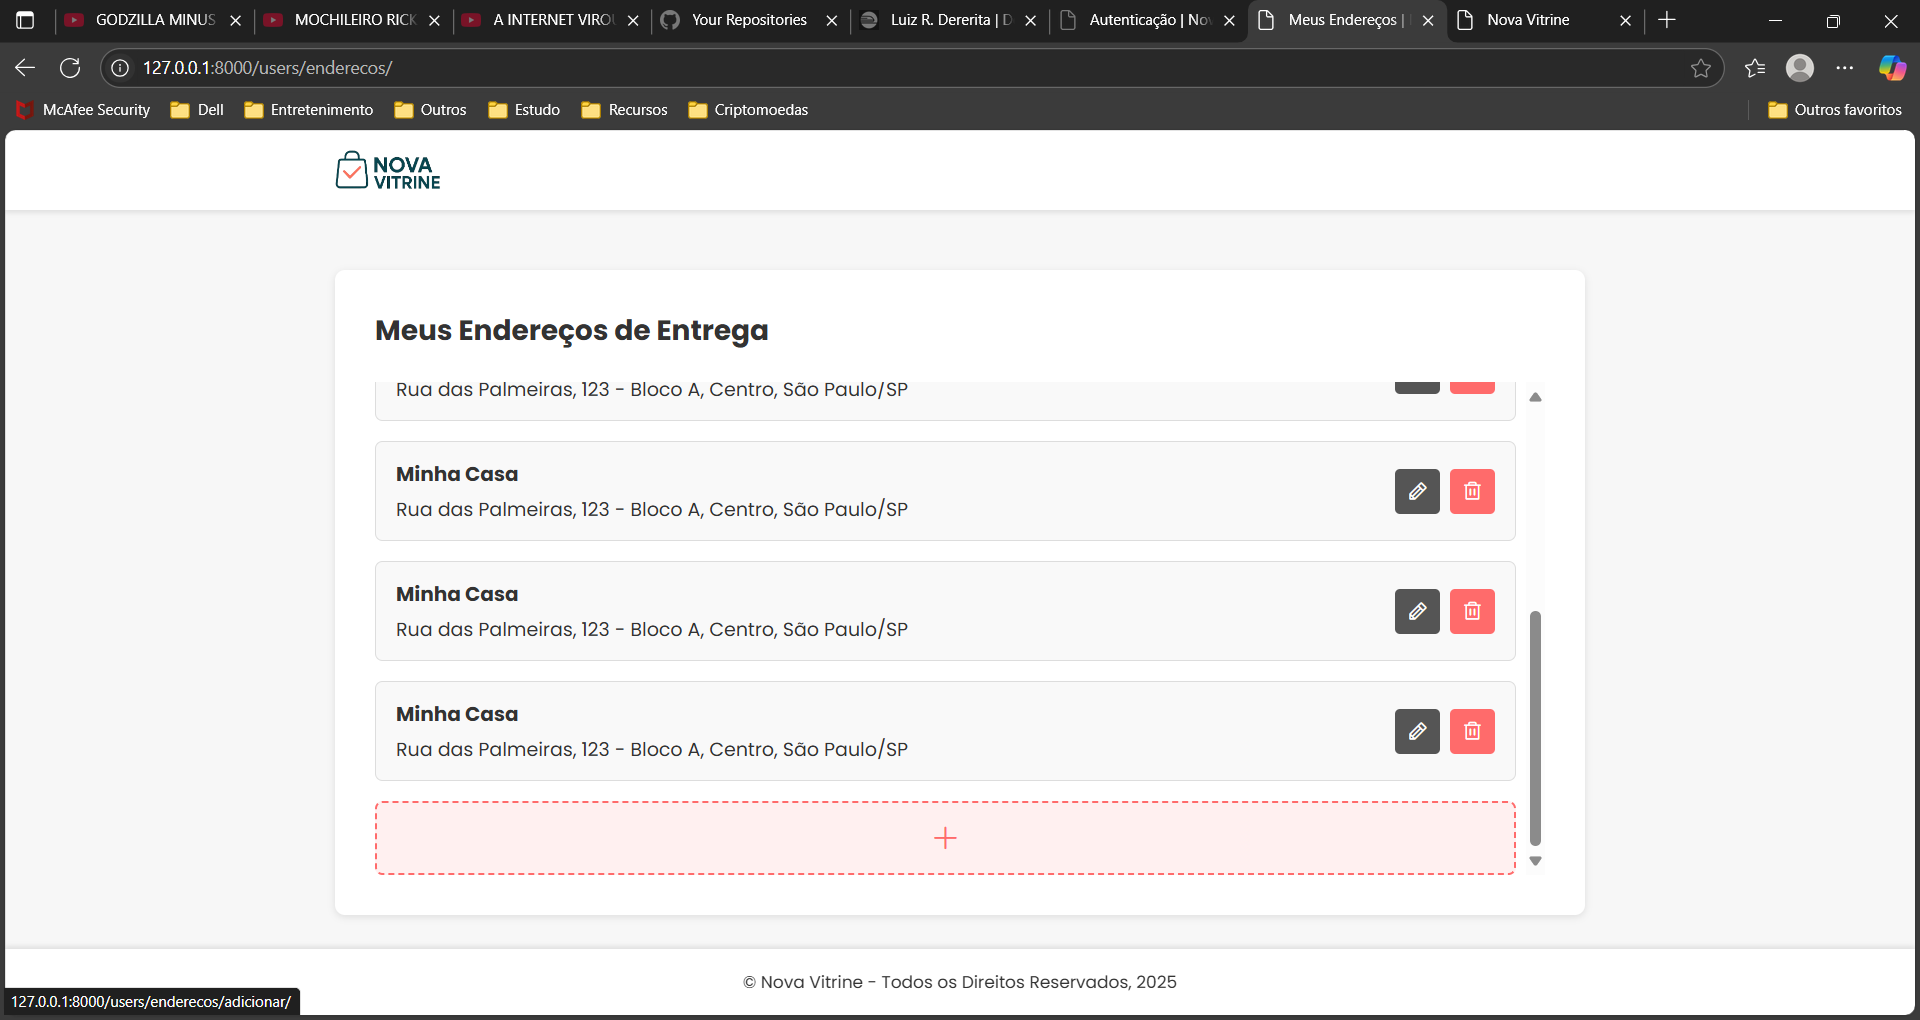 GODZILLA MINUS
MOCHILEIRO RICK
A INTERNET VIRO
Your Repositories
Luiz R. Dererita | D
Autenticação | Nov
Meus Endereços |
Nova Vitrine
127.0.0.1:8000/users/enderecos/
McAfee Security
Dell
Entretenimento
Outros
Estudo
Recursos
Criptomoedas
Outros favoritos
NOVA
VITRINE
Meus Endereços de Entrega
Rua das Palmeiras, 123 - Bloco A, Centro, São Paulo/SP
Minha Casa
Rua das Palmeiras, 123 - Bloco A, Centro, São Paulo/SP
Minha Casa
Rua das Palmeiras, 123 - Bloco A, Centro, São Paulo/SP
Minha Casa
Rua das Palmeiras, 123 - Bloco A, Centro, São Paulo/SP
© Nova Vitrine - Todos os Direitos Reservados, 2025
127.0.0.1:8000/users/enderecos/adicionar/